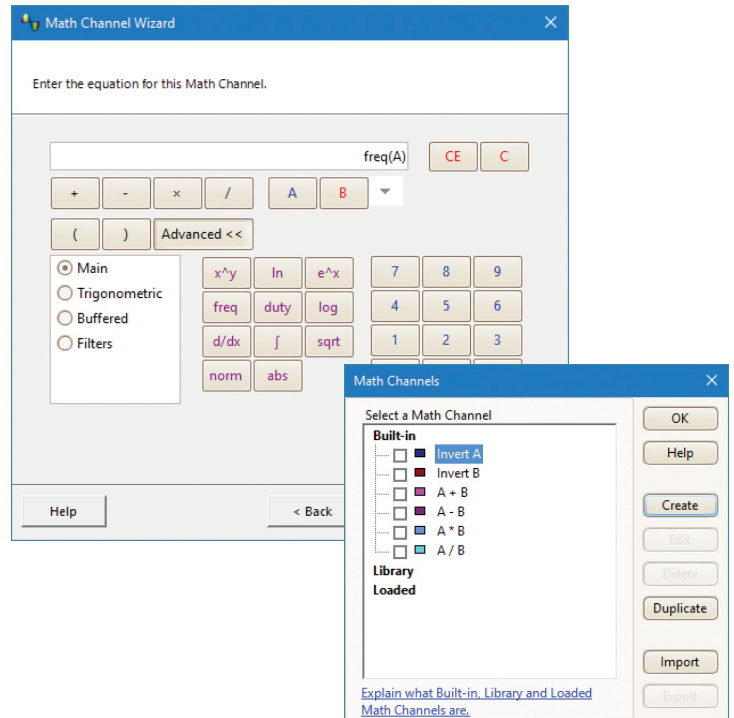 Math Channel Wizard
Enter the equation for this Math Channel.
freq(A) CE C
+ - × / A B
( ) Advanced <<
Main
Trigonometric
Buffered
Filters
x^y ln e^x 7 8 9
freq duty log 4 5 6
d/dx ∫ sqrt 1 2 3
norm abs
Help < Back
Math Channels
Select a Math Channel
Built-in
Invert A
Invert B
A + B
A - B
A * B
A / B
Library
Loaded
Explain what Built-in, Library and Loaded
Math Channels are.
OK
Help
Create
Edit
Delete
Duplicate
Import
Export